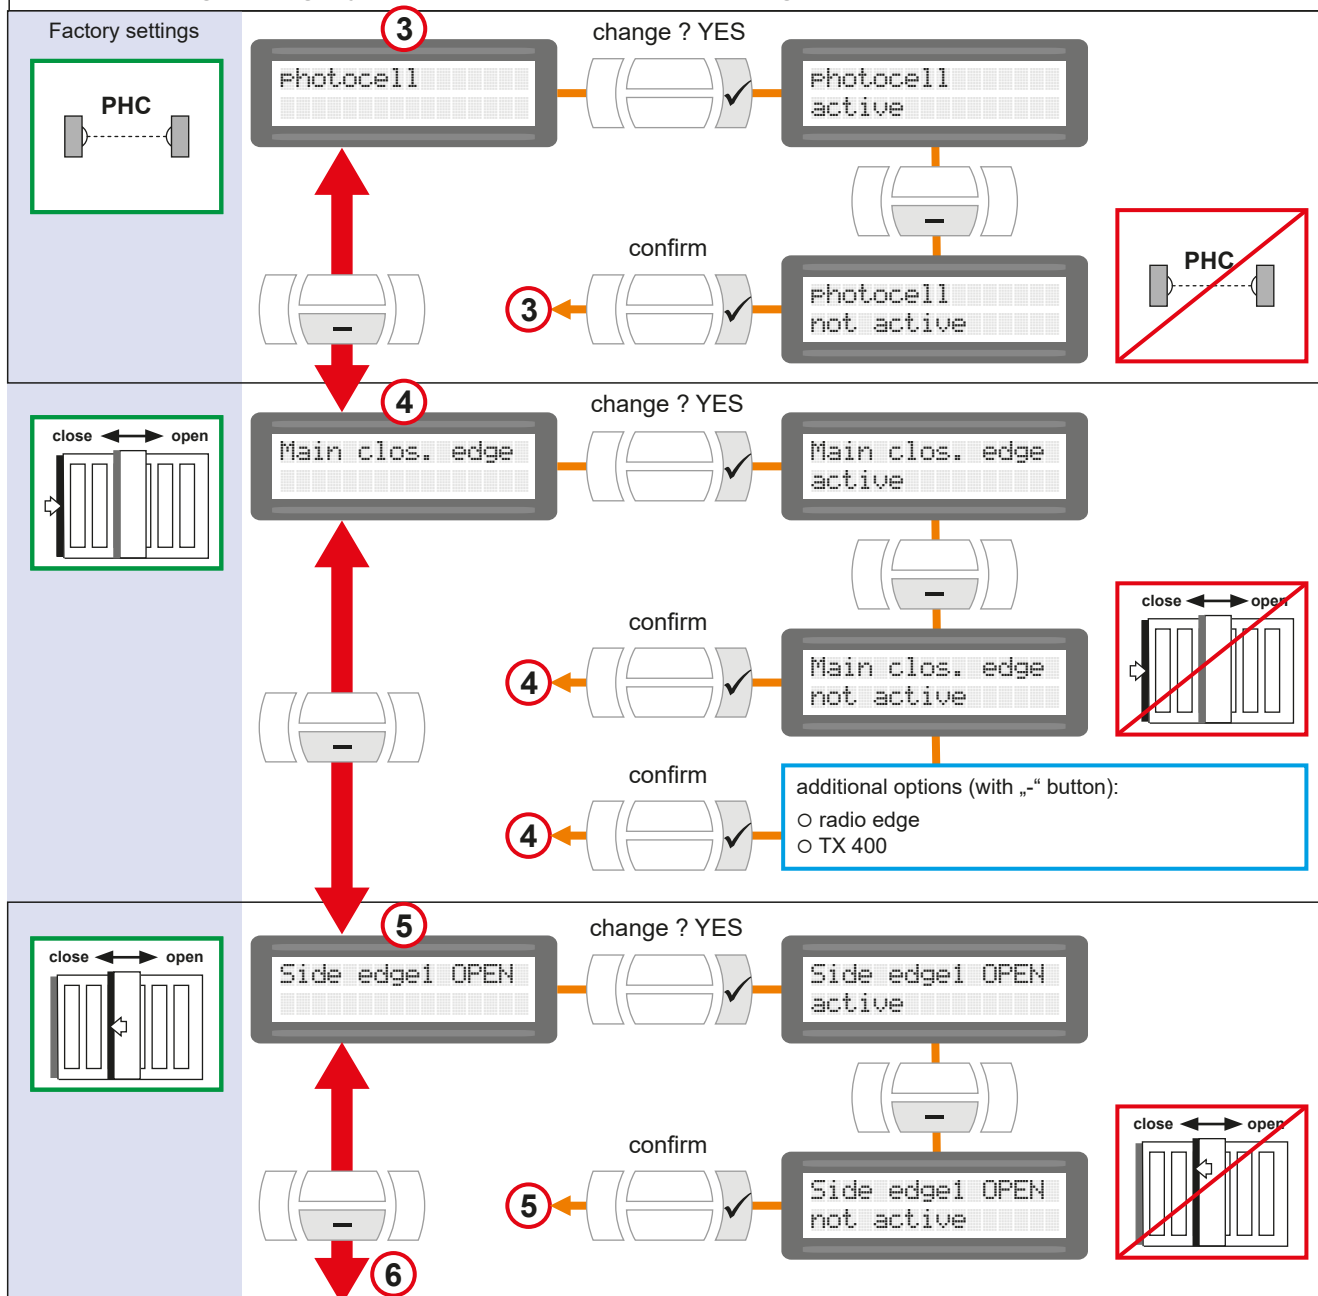 Factory settings
3
change ? YES
PHC
photocell
photocell
active
confirm
3
photocell
not active
PHC
4
change ? YES
close open
Main clos. edge
Main clos. edge
active
confirm
4
Main clos. edge
not active
close open
confirm
4
additional options (with „-“ button):
○ radio edge
○ TX 400
5
change ? YES
close open
Side edge1 OPEN
Side edge1 OPEN
active
confirm
5
Side edge1 OPEN
not active
close open
6